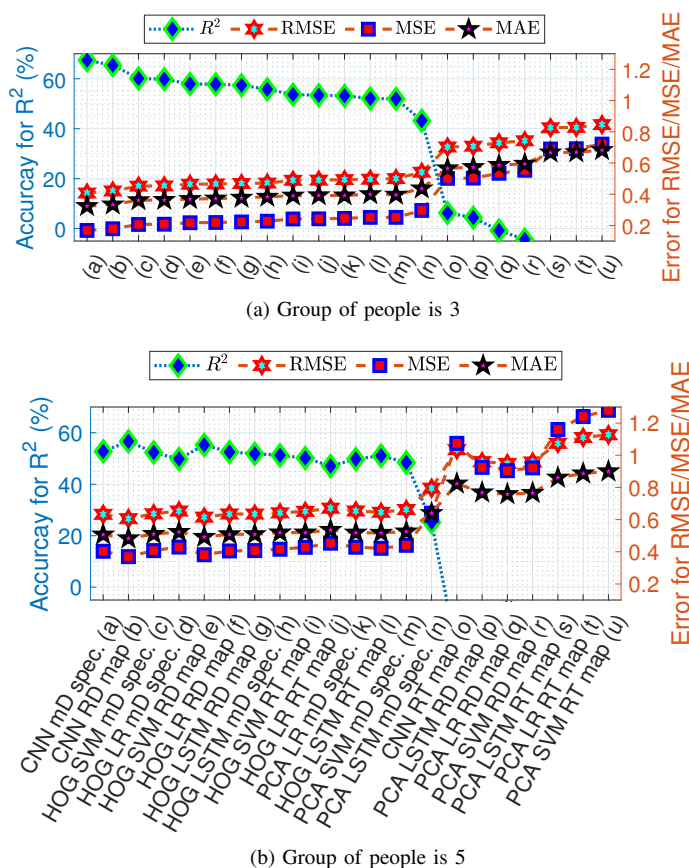 R² RMSE MSE MAE
Accurcay for R² (%)
60
40
20
0
1.2
1
0.8
0.6
0.4
0.2
Error for RMSE/MSE/MAE
(a) (b) (c) (d) (e) (f) (g) (h) (i) (j) (k) (l) (m) (n) (o) (p) (q) (r) (s) (t) (u)
(a) Group of people is 3
R² RMSE MSE MAE
Accurcay for R² (%)
60
40
20
0
1.2
1
0.8
0.6
0.4
0.2
Error for RMSE/MSE/MAE
CNN mD spec. (a)
CNN RD map (b)
HOG SVM mD spec. (c)
HOG LR mD spec. (d)
HOG SVM RD map (e)
HOG LR RD map (f)
HOG LSTM RD map (g)
HOG LSTM mD spec. (h)
HOG SVM RT map (i)
HOG LR RT map (j)
PCA LR mD spec. (k)
HOG LSTM RT map (l)
PCA SVM mD spec. (m)
PCA LSTM mD spec. (n)
CNN RT map (o)
PCA LSTM RD map (p)
PCA LR RD map (q)
PCA SVM RD map (r)
PCA LSTM RT map (s)
PCA LR RT map (t)
PCA SVM RT map (u)
(b) Group of people is 5